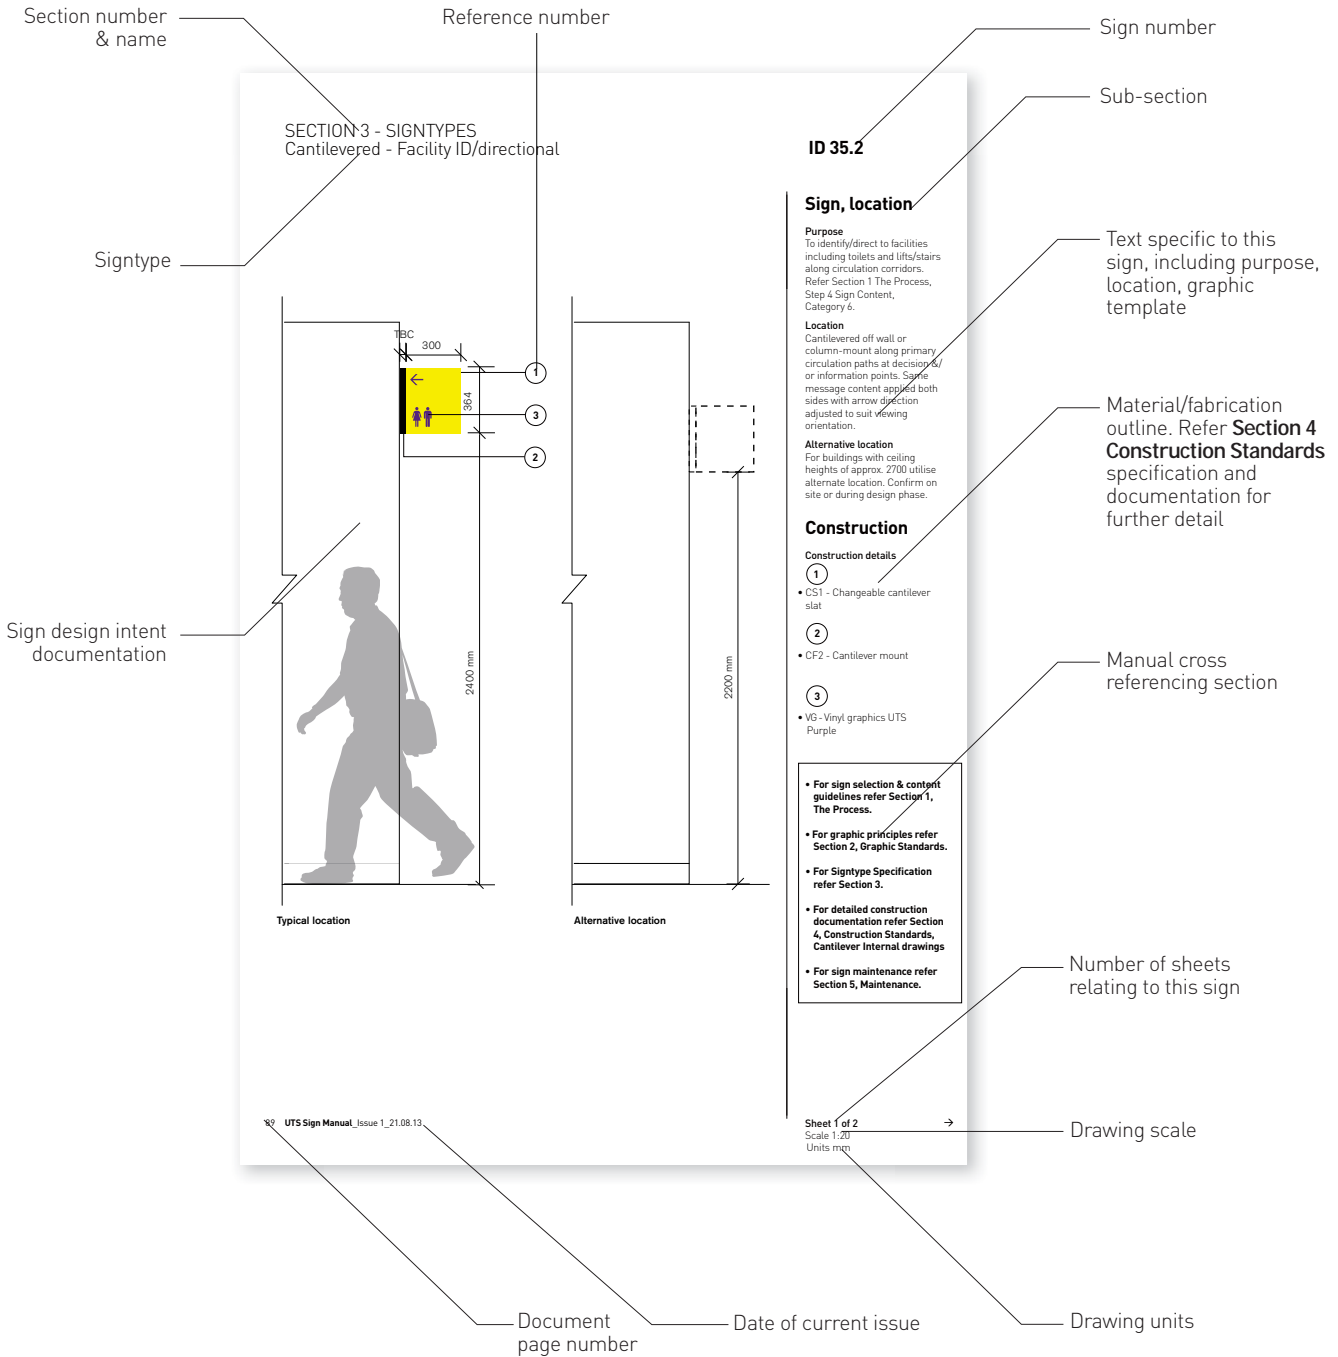 Section number
& name
Reference number
Sign number
Sub-section
SECTION 3 - SIGNTYPES
Cantilevered - Facility ID/directional
ID 35.2
Signtype
Sign, location
Purpose
To identify/direct to facilities
including toilets and lifts/stairs
along circulation corridors.
Refer Section 1 The Process,
Step 4 Sign Content,
Category 6.
Location
Cantilevered off wall or
column-mount along primary
circulation paths at decision &/
or information points. Same
message content applied both
sides with arrow direction
adjusted to suit viewing
orientation.
Alternative location
For buildings with ceiling
heights of approx. 2700 utilise
alternate location. Confirm on
site or during design phase.
Text specific to this
sign, including purpose,
location, graphic
template
TBC
300
364
1
3
2
2400 mm
2200 mm
Material/fabrication
outline. Refer Section 4
Construction Standards
specification and
documentation for
further detail
Construction
Construction details
1
• CS1 - Changeable cantilever
slat
2
• CF2 - Cantilever mount
3
• VG - Vinyl graphics UTS
Purple
Sign design intent
documentation
Manual cross
referencing section
• For sign selection & content
guidelines refer Section 1,
The Process.
• For graphic principles refer
Section 2, Graphic Standards.
• For Signtype Specification
refer Section 3.
• For detailed construction
documentation refer Section
4, Construction Standards,
Cantilever Internal drawings
• For sign maintenance refer
Section 5, Maintenance.
Typical location
Alternative location
Number of sheets
relating to this sign
89 UTS Sign Manual_Issue 1_21.08.13
Sheet 1 of 2
Scale 1:20
Units mm
Drawing scale
Document
page number
Date of current issue
Drawing units